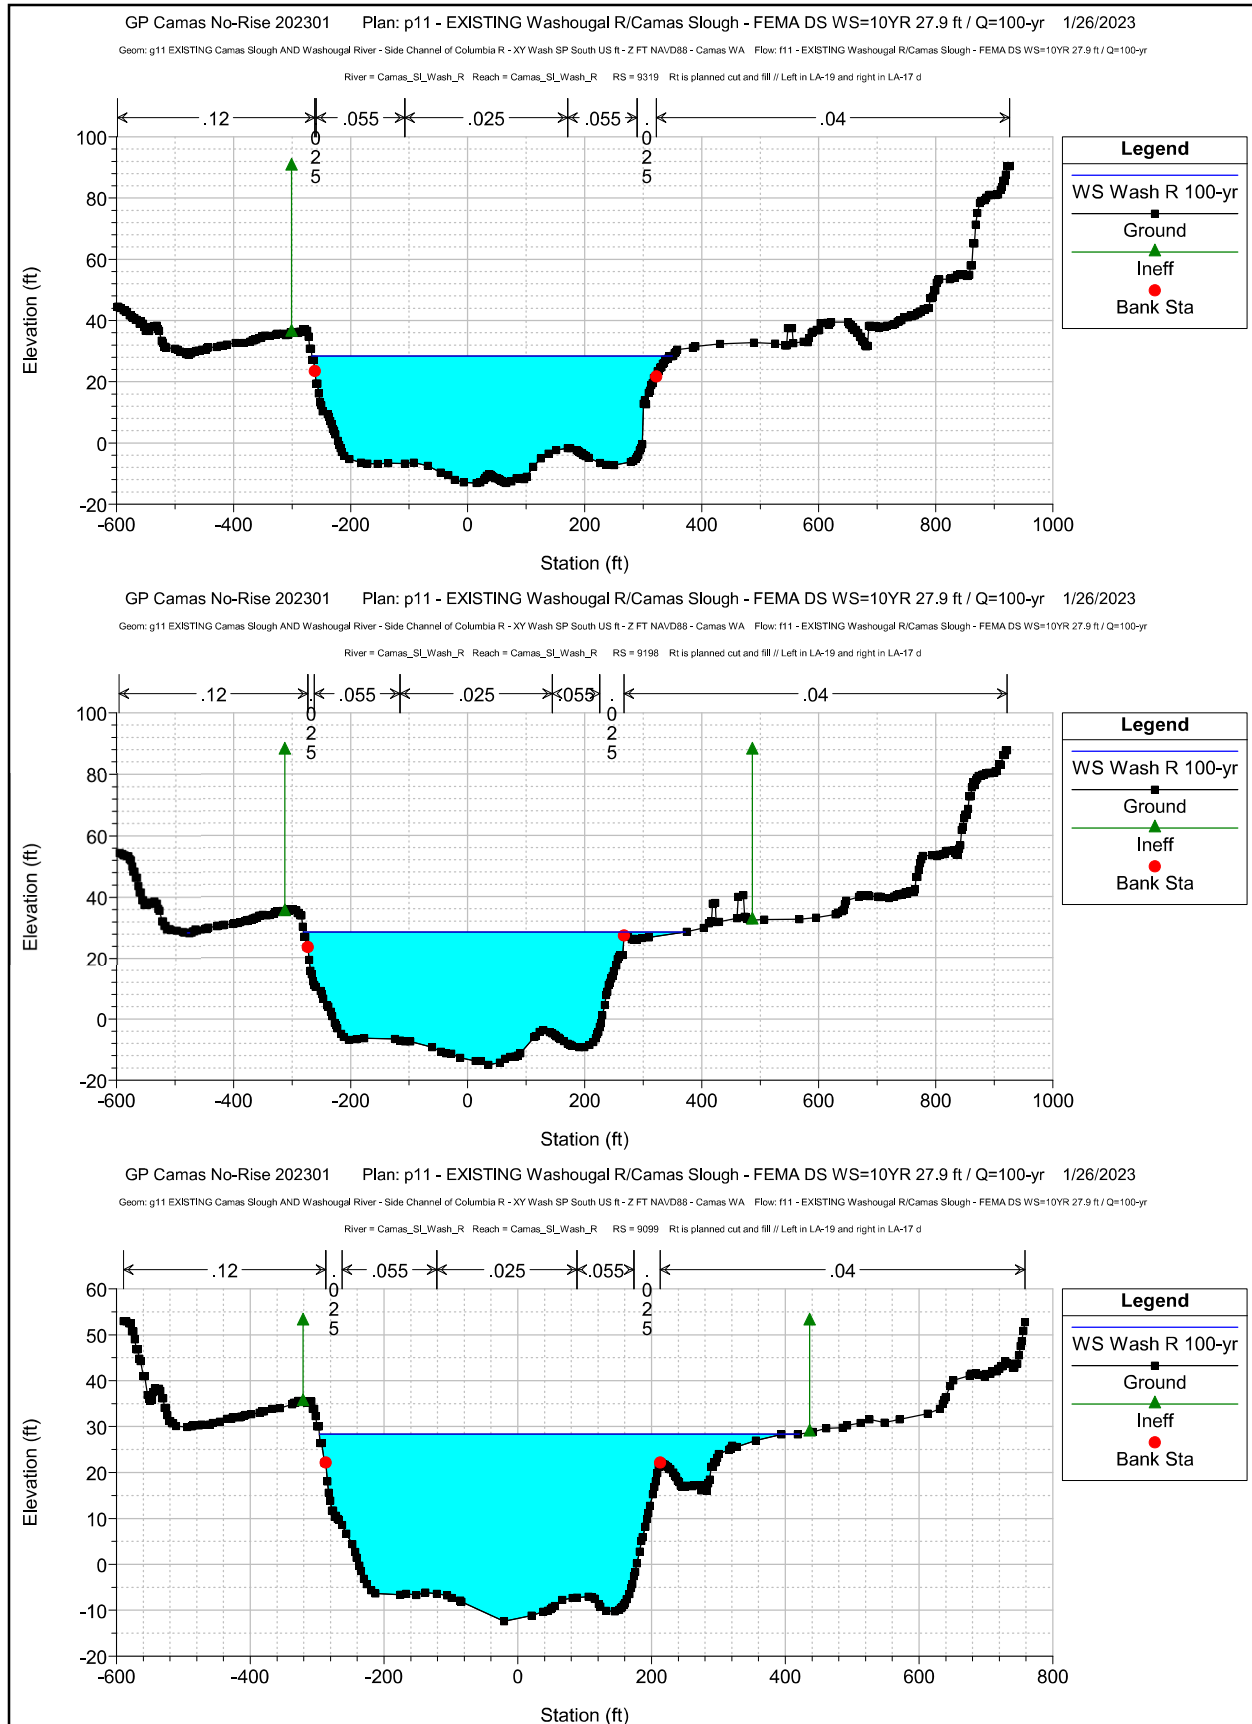 GP Camas No-Rise 202301 Plan: p11 - EXISTING Washougal R/Camas Slough - FEMA DS WS=10YR 27.9 ft / Q=100-yr 1/26/2023
Geom: g11 EXISTING Camas Slough AND Washougal River - Side Channel of Columbia R - XY Wash SP South US ft - Z FT NAVD88 - Camas WA Flow: f11 - EXISTING Washougal R/Camas Slough - FEMA DS WS=10YR 27.9 ft / Q=100-yr
River = Camas_Sl_Wash_R Reach = Camas_Sl_Wash_R RS = 9319 Rt is planned cut and fill // Left in LA-19 and right in LA-17 d
.12 .025 .055 .025 .055 .025 .04
100
80
60
40
20
0
-20
Elevation (ft)
-600 -400 -200 0 200 400 600 800 1000
Station (ft)
Legend
WS Wash R 100-yr
Ground
Ineff
Bank Sta
GP Camas No-Rise 202301 Plan: p11 - EXISTING Washougal R/Camas Slough - FEMA DS WS=10YR 27.9 ft / Q=100-yr 1/26/2023
Geom: g11 EXISTING Camas Slough AND Washougal River - Side Channel of Columbia R - XY Wash SP South US ft - Z FT NAVD88 - Camas WA Flow: f11 - EXISTING Washougal R/Camas Slough - FEMA DS WS=10YR 27.9 ft / Q=100-yr
River = Camas_Sl_Wash_R Reach = Camas_Sl_Wash_R RS = 9198 Rt is planned cut and fill // Left in LA-19 and right in LA-17 d
.12 .025 .055 .025 .055 .025 .04
100
80
60
40
20
0
-20
Elevation (ft)
-600 -400 -200 0 200 400 600 800 1000
Station (ft)
Legend
WS Wash R 100-yr
Ground
Ineff
Bank Sta
GP Camas No-Rise 202301 Plan: p11 - EXISTING Washougal R/Camas Slough - FEMA DS WS=10YR 27.9 ft / Q=100-yr 1/26/2023
Geom: g11 EXISTING Camas Slough AND Washougal River - Side Channel of Columbia R - XY Wash SP South US ft - Z FT NAVD88 - Camas WA Flow: f11 - EXISTING Washougal R/Camas Slough - FEMA DS WS=10YR 27.9 ft / Q=100-yr
River = Camas_Sl_Wash_R Reach = Camas_Sl_Wash_R RS = 9099 Rt is planned cut and fill // Left in LA-19 and right in LA-17 d
.12 .025 .055 .025 .055 .025 .04
60
50
40
30
20
10
0
-10
-20
Elevation (ft)
-600 -400 -200 0 200 400 600 800
Station (ft)
Legend
WS Wash R 100-yr
Ground
Ineff
Bank Sta